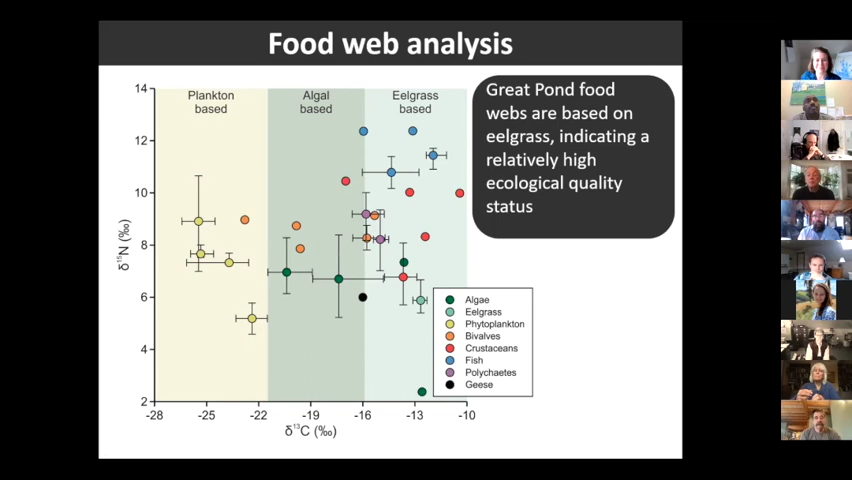 Food web analysis
Plankton
based
Algal
based
Eelgrass
based
14
12
10
8
6
4
2
δ¹⁵N (‰)
-28
-25
-22
-19
-16
-13
-10
δ¹³C (‰)
Algae
Eelgrass
Phytoplankton
Bivalves
Crustaceans
Fish
Polychaetes
Geese
Great Pond food
webs are based on
eelgrass, indicating a
relatively high
ecological quality
status